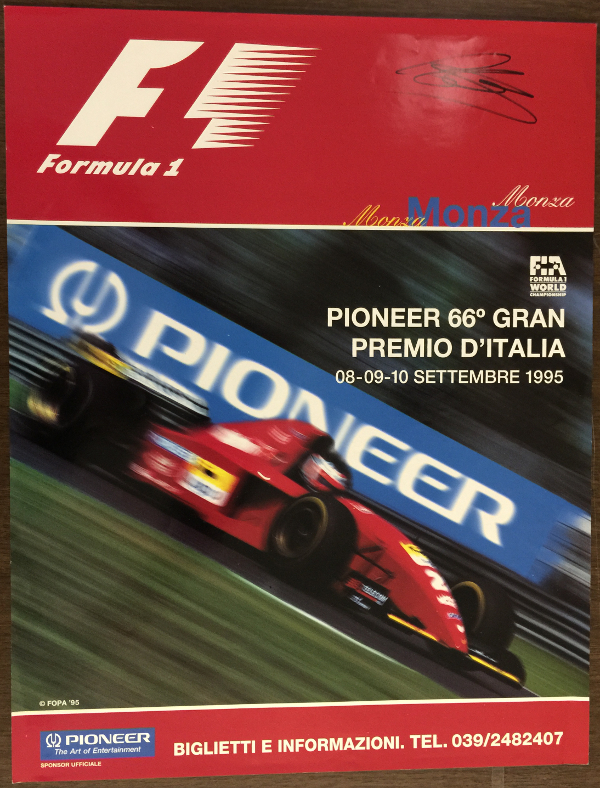 F1
Formula 1
Monza
Monza
Monza
FIA
FORMULA 1
WORLD
CHAMPIONSHIP
PIONEER 66º GRAN
PREMIO D'ITALIA
08-09-10 SETTEMBRE 1995
PIONEER
© FOPA '95
PIONEER
The Art of Entertainment
SPONSOR UFFICIALE
BIGLIETTI E INFORMAZIONI. TEL. 039/2482407